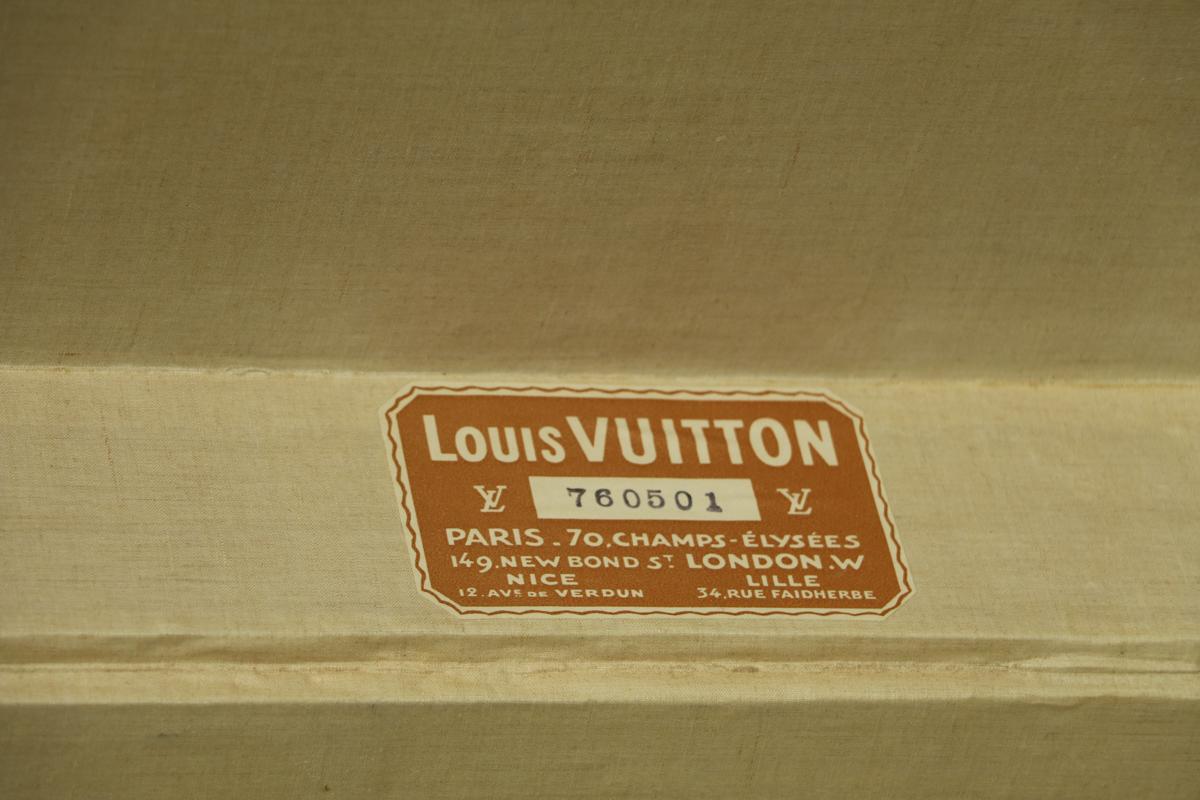 LOUIS VUITTON
LV 760501 LV
PARIS - 70, CHAMPS-ÉLYSÉES
149, NEW BOND ST LONDON.W
NICE LILLE
12. AVE DE VERDUN 34, RUE FAIDHERBE